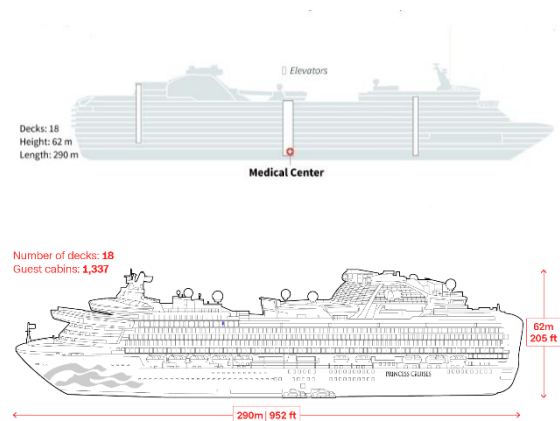 Elevators
Decks: 18
Height: 62 m
Length: 290 m
Medical Center
Number of decks: 18
Guest cabins: 1,337
62m
205 ft
PRINCESS CRUISES
290m | 952 ft